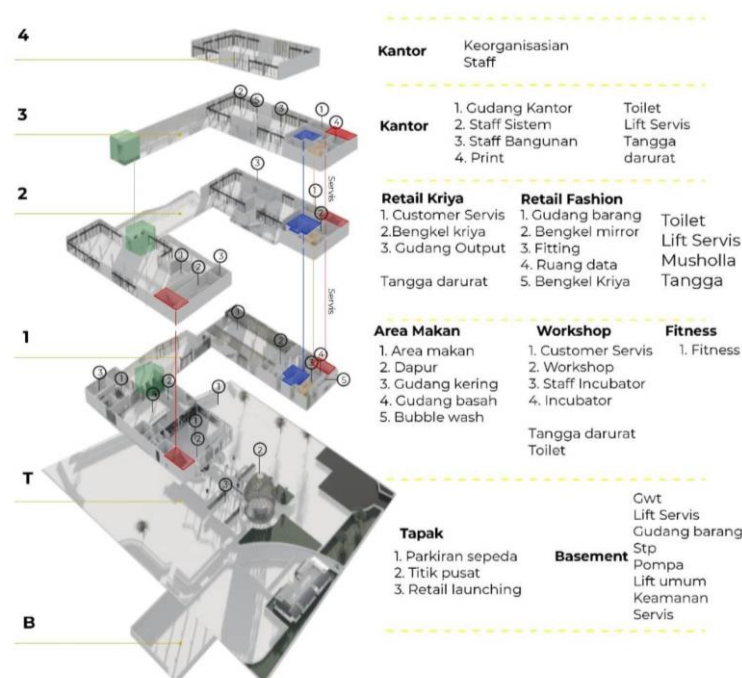 4
Kantor
Keorganisasian
Staff
3
Kantor
1. Gudang Kantor
2. Staff Sistem
3. Staff Bangunan
4. Print
Toilet
Lift Servis
Tangga
darurat
2
Retail Kriya
1. Customer Servis
2.Bengkel kriya
3. Gudang Output
Tangga darurat
Retail Fashion
1. Gudang barang
2. Bengkel mirror
3. Fitting
4. Ruang data
5. Bengkel Kriya
Toilet
Lift Servis
Musholla
Tangga
Servis
Servis
1
Area Makan
1. Area makan
2. Dapur
3. Gudang kering
4. Gudang basah
5. Bubble wash
Workshop
1. Customer Servis
2. Workshop
3. Staff Incubator
4. Incubator
Tangga darurat
Toilet
Fitness
1. Fitness
T
Tapak
1. Parkiran sepeda
2. Titik pusat
3. Retail launching
B
Basement
Gwt
Lift Servis
Gudang barang
Stp
Pompa
Lift umum
Keamanan
Servis